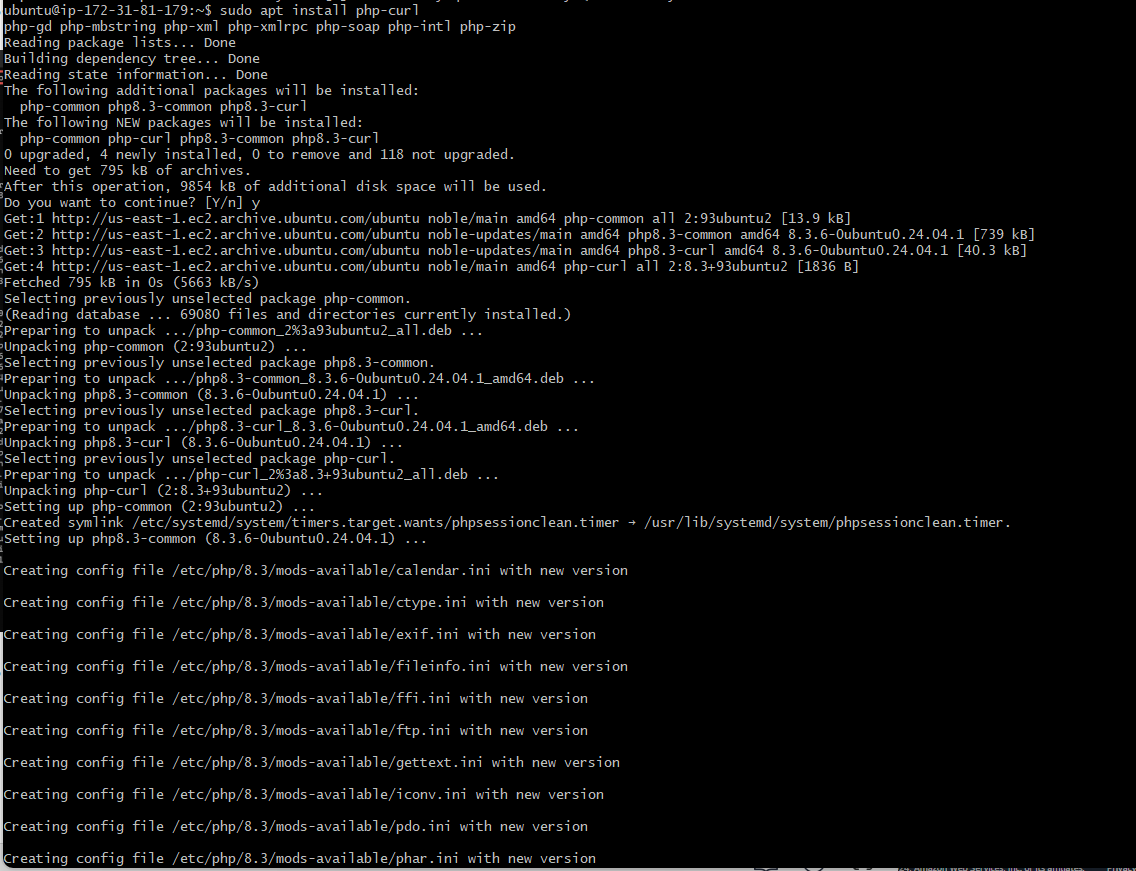 ubuntu@ip-172-31-81-179:~$ sudo apt install php-curl
php-gd php-mbstring php-xml php-xmlrpc php-soap php-intl php-zip
Reading package lists... Done
Building dependency tree... Done
Reading state information... Done
The following additional packages will be installed:
  php-common php8.3-common php8.3-curl
The following NEW packages will be installed:
  php-common php-curl php8.3-common php8.3-curl
0 upgraded, 4 newly installed, 0 to remove and 118 not upgraded.
Need to get 795 kB of archives.
After this operation, 9854 kB of additional disk space will be used.
Do you want to continue? [Y/n] y
Get:1 http://us-east-1.ec2.archive.ubuntu.com/ubuntu noble/main amd64 php-common all 2:93ubuntu2 [13.9 kB]
Get:2 http://us-east-1.ec2.archive.ubuntu.com/ubuntu noble-updates/main amd64 php8.3-common amd64 8.3.6-0ubuntu0.24.04.1 [739 kB]
Get:3 http://us-east-1.ec2.archive.ubuntu.com/ubuntu noble-updates/main amd64 php8.3-curl amd64 8.3.6-0ubuntu0.24.04.1 [40.3 kB]
Get:4 http://us-east-1.ec2.archive.ubuntu.com/ubuntu noble/main amd64 php-curl all 2:8.3+93ubuntu2 [1836 B]
Fetched 795 kB in 0s (5663 kB/s)
Selecting previously unselected package php-common.
(Reading database ... 69080 files and directories currently installed.)
Preparing to unpack .../php-common_2%3a93ubuntu2_all.deb ...
Unpacking php-common (2:93ubuntu2) ...
Selecting previously unselected package php8.3-common.
Preparing to unpack .../php8.3-common_8.3.6-0ubuntu0.24.04.1_amd64.deb ...
Unpacking php8.3-common (8.3.6-0ubuntu0.24.04.1) ...
Selecting previously unselected package php8.3-curl.
Preparing to unpack .../php8.3-curl_8.3.6-0ubuntu0.24.04.1_amd64.deb ...
Unpacking php8.3-curl (8.3.6-0ubuntu0.24.04.1) ...
Selecting previously unselected package php-curl.
Preparing to unpack .../php-curl_2%3a8.3+93ubuntu2_all.deb ...
Unpacking php-curl (2:8.3+93ubuntu2) ...
Setting up php-common (2:93ubuntu2) ...
Created symlink /etc/systemd/system/timers.target.wants/phpsessionclean.timer → /usr/lib/systemd/system/phpsessionclean.timer.
Setting up php8.3-common (8.3.6-0ubuntu0.24.04.1) ...
Creating config file /etc/php/8.3/mods-available/calendar.ini with new version
Creating config file /etc/php/8.3/mods-available/ctype.ini with new version
Creating config file /etc/php/8.3/mods-available/exif.ini with new version
Creating config file /etc/php/8.3/mods-available/fileinfo.ini with new version
Creating config file /etc/php/8.3/mods-available/ffi.ini with new version
Creating config file /etc/php/8.3/mods-available/ftp.ini with new version
Creating config file /etc/php/8.3/mods-available/gettext.ini with new version
Creating config file /etc/php/8.3/mods-available/iconv.ini with new version
Creating config file /etc/php/8.3/mods-available/pdo.ini with new version
Creating config file /etc/php/8.3/mods-available/phar.ini with new version